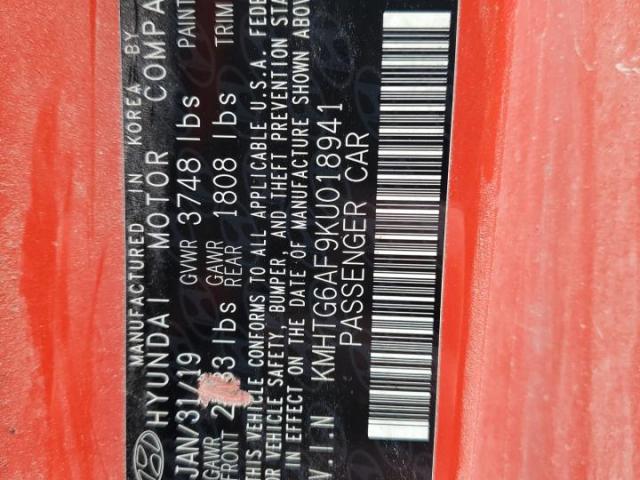 MANUFACTURED IN KOREA BY
HYUNDAI MOTOR COMPA
JAN/31/19 GVWR 3748 lbs PAINT
GAWR FRONT lbs GAWR REAR 1808 lbs TRIM
THIS VEHICLE CONFORMS TO ALL APPLICABLE U.S.A. FEDE
OR VEHICLE SAFETY, BUMPER, AND THEFT PREVENTION STA
IN EFFECT ON THE DATE OF MANUFACTURE SHOWN ABOV
V.I.N KMHTG6AF9KU018941
PASSENGER CAR